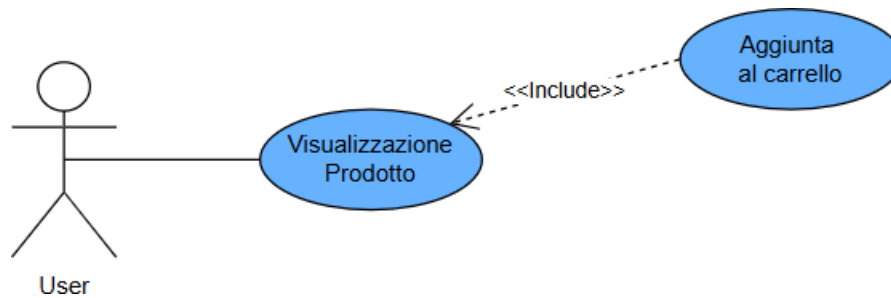 Aggiunta
al carrello
<<Include>>
Visualizzazione
Prodotto
User